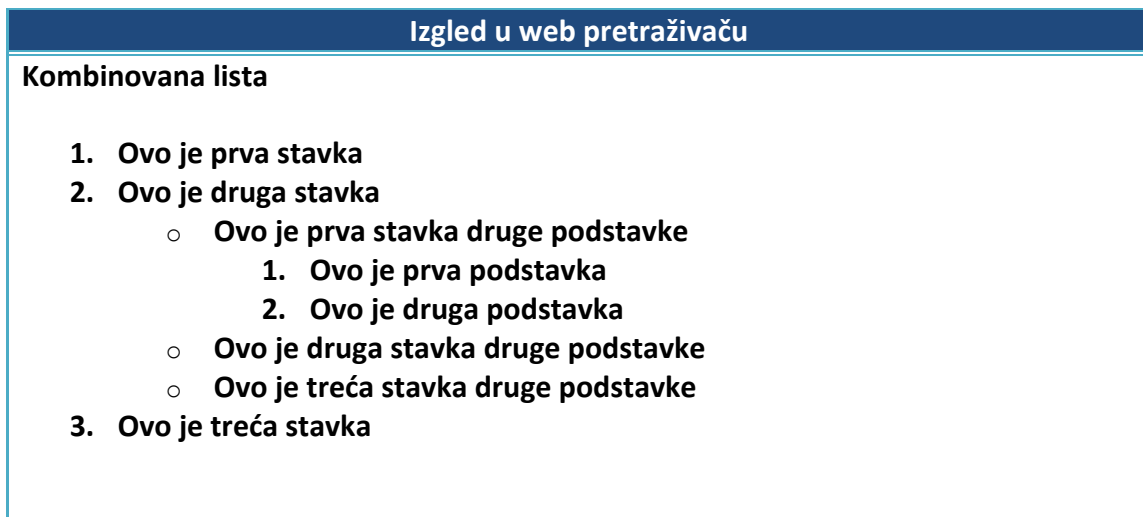 Izgled u web pretraživaču
Kombinovana lista
1. Ovo je prva stavka
2. Ovo je druga stavka
o Ovo je prva stavka druge podstavke
1. Ovo je prva podstavka
2. Ovo je druga podstavka
o Ovo je druga stavka druge podstavke
o Ovo je treća stavka druge podstavke
3. Ovo je treća stavka